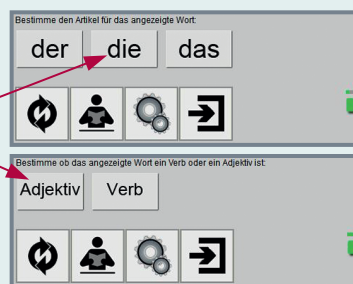 Bestimme den Artikel für das angezeigte Wort:
der die das
Bestimme ob das angezeigte Wort ein Verb oder ein Adjektiv ist:
Adjektiv Verb